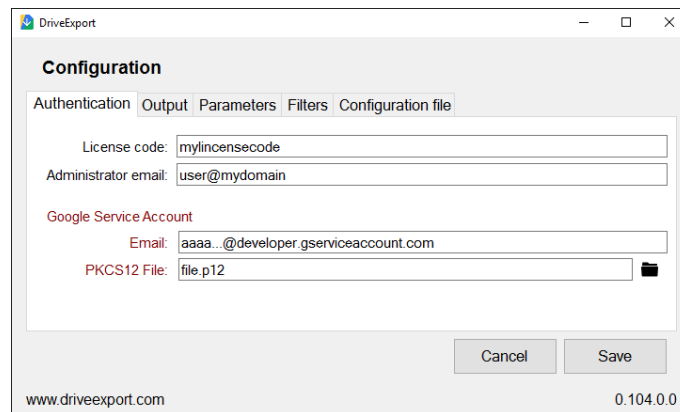 DriveExport
Configuration
Authentication Output Parameters Filters Configuration file
License code: mylincensecode
Administrator email: user@mydomain
Google Service Account
Email: aaaa...@developer.gserviceaccount.com
PKCS12 File: file.p12
Cancel Save
www.driveexport.com 0.104.0.0